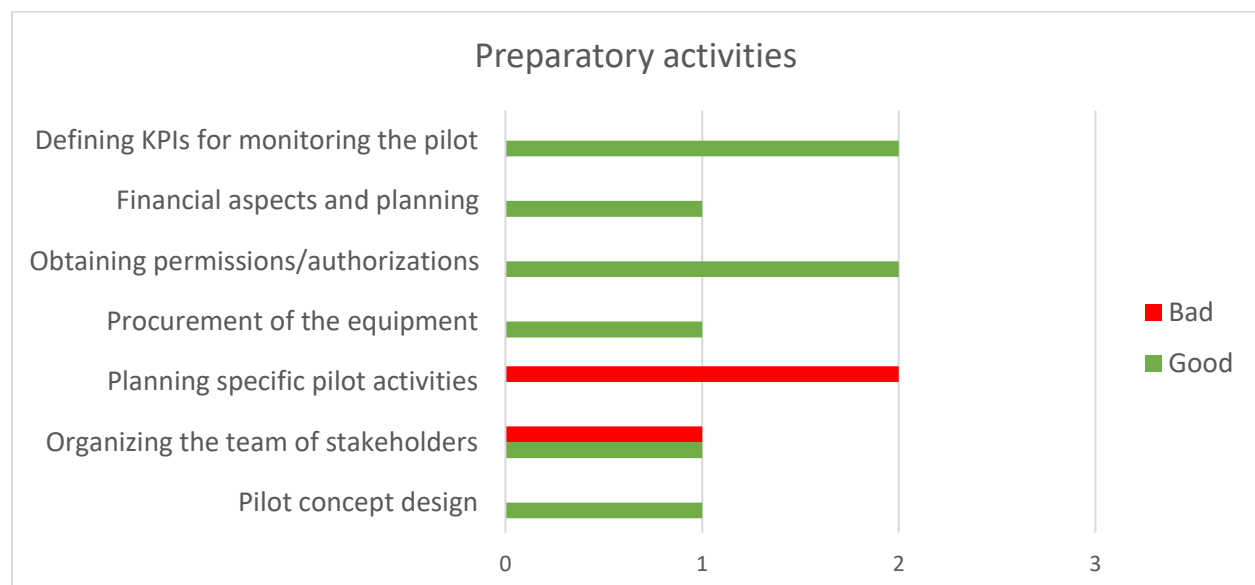 Preparatory activities
Defining KPIs for monitoring the pilot
Financial aspects and planning
Obtaining permissions/authorizations
Procurement of the equipment
Planning specific pilot activities
Organizing the team of stakeholders
Pilot concept design
0 1 2 3
Bad
Good